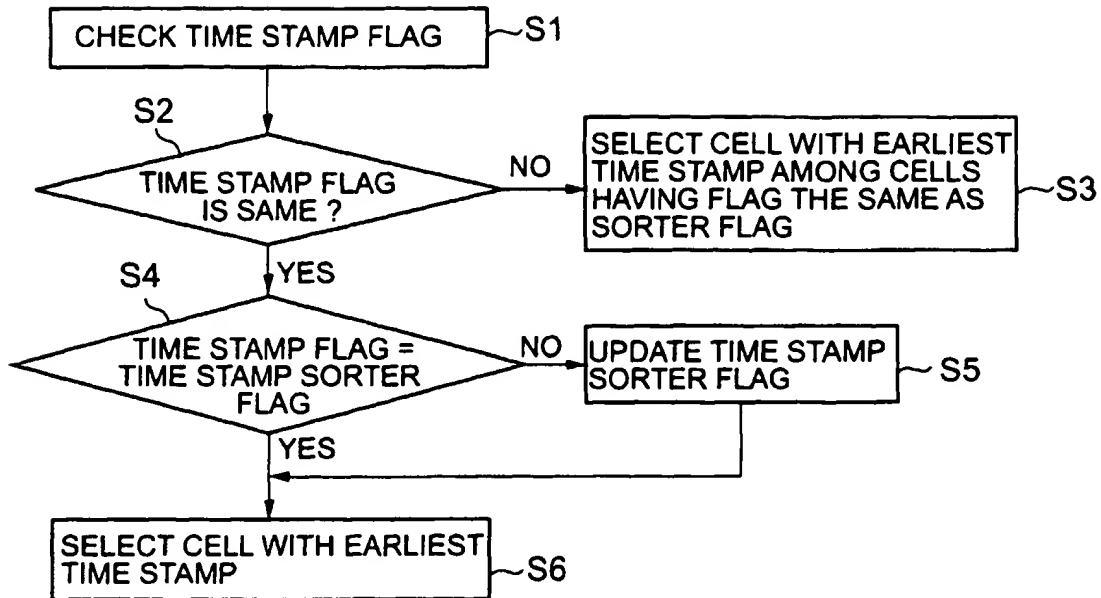 CHECK TIME STAMP FLAG
S1
S2
TIME STAMP FLAG
IS SAME ?
NO
SELECT CELL WITH EARLIEST
TIME STAMP AMONG CELLS
HAVING FLAG THE SAME AS
SORTER FLAG
S3
YES
S4
TIME STAMP FLAG =
TIME STAMP SORTER
FLAG
NO
UPDATE TIME STAMP
SORTER FLAG
S5
YES
SELECT CELL WITH EARLIEST
TIME STAMP
S6